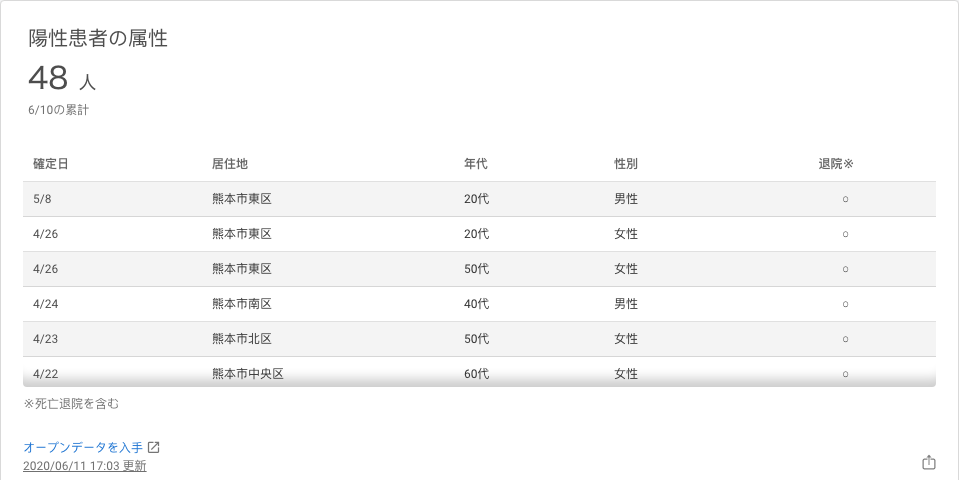 陽性患者の属性
48 人
6/10の累計
確定日 居住地 年代 性別 退院※
5/8 熊本市東区 20代 男性 ○
4/26 熊本市東区 20代 女性 ○
4/26 熊本市東区 50代 女性 ○
4/24 熊本市南区 40代 男性 ○
4/23 熊本市北区 50代 女性 ○
4/22 熊本市中央区 60代 女性 ○
※死亡退院を含む
オープンデータを入手
2020/06/11 17:03 更新